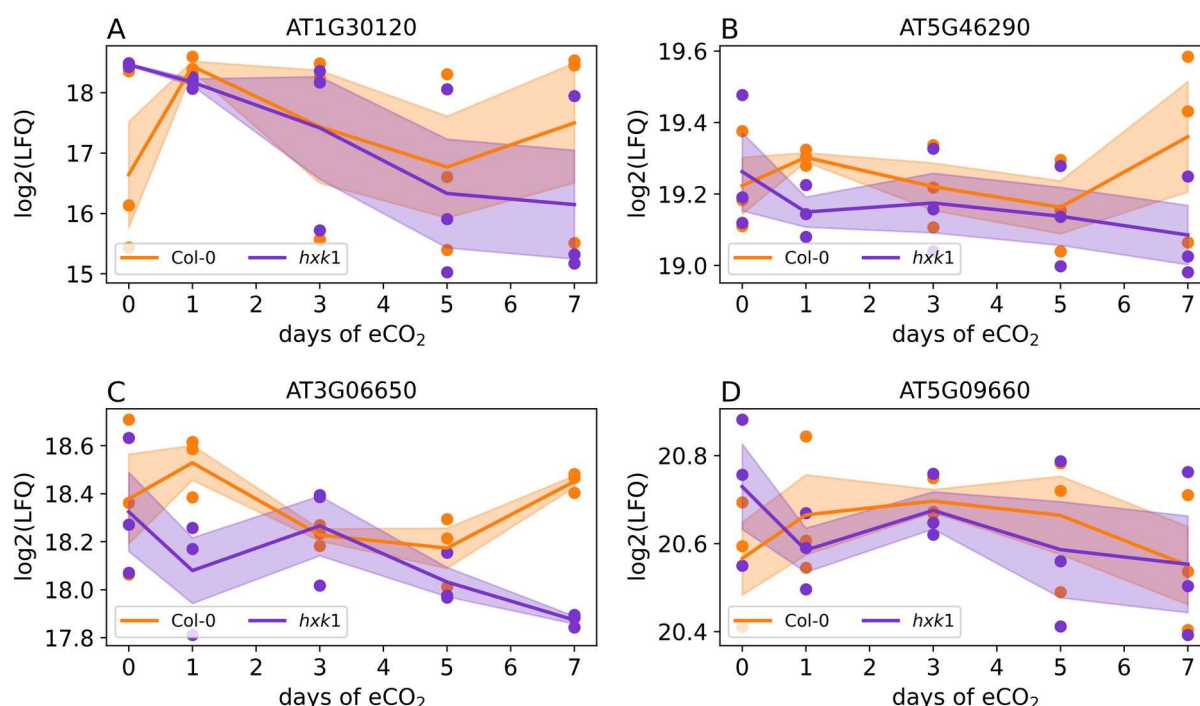 A AT1G30120
log2(LFQ)
18
17
16
15
Col-0 hxk1
0 1 2 3 4 5 6 7
days of eCO₂
B AT5G46290
log2(LFQ)
19.6
19.4
19.2
19.0
Col-0 hxk1
0 1 2 3 4 5 6 7
days of eCO₂
C AT3G06650
log2(LFQ)
18.6
18.4
18.2
18.0
17.8
Col-0 hxk1
0 1 2 3 4 5 6 7
days of eCO₂
D AT5G09660
log2(LFQ)
20.8
20.6
20.4
Col-0 hxk1
0 1 2 3 4 5 6 7
days of eCO₂